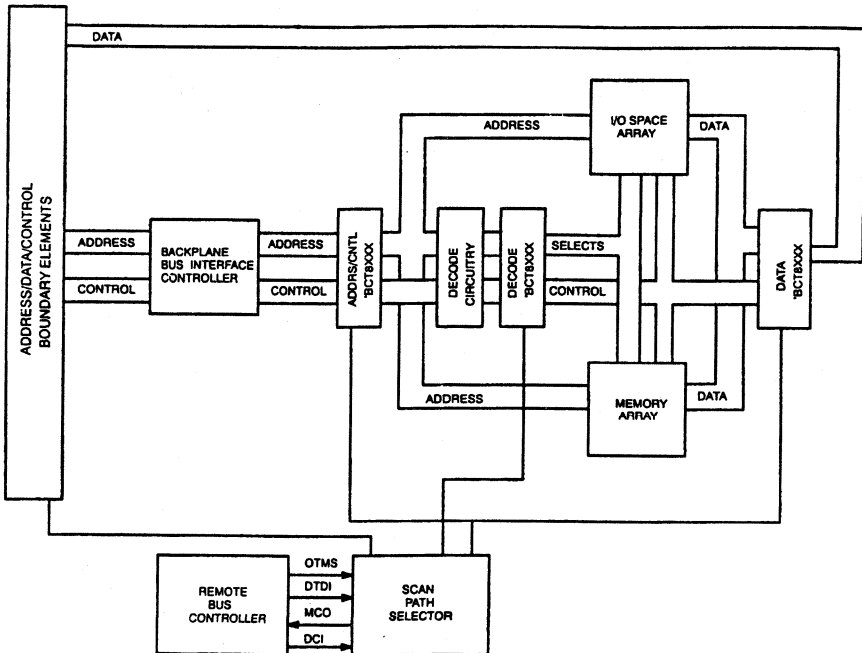 DATA
ADDRESS/DATA/CONTROL
BOUNDARY ELEMENTS
ADDRESS
CONTROL
BACKPLANE
BUS INTERFACE
CONTROLLER
ADDRESS
CONTROL
ADDRS/CNTL
'BCT8XXX
ADDRESS
DECODE
CIRCUITRY
DECODE
'BCT8XXX
SELECTS
CONTROL
I/O SPACE
ARRAY
DATA
DATA
'BCT8XXX
ADDRESS
MEMORY
ARRAY
DATA
REMOTE
BUS
CONTROLLER
OTMS
DTDI
MCO
DCI
SCAN
PATH
SELECTOR